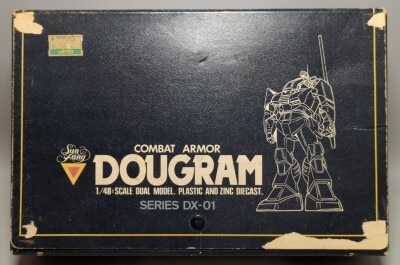 Sun
Fang
COMBAT ARMOR
DOUGRAM
1/48-SCALE DUAL MODEL. PLASTIC AND ZINC DIECAST.
SERIES DX-01